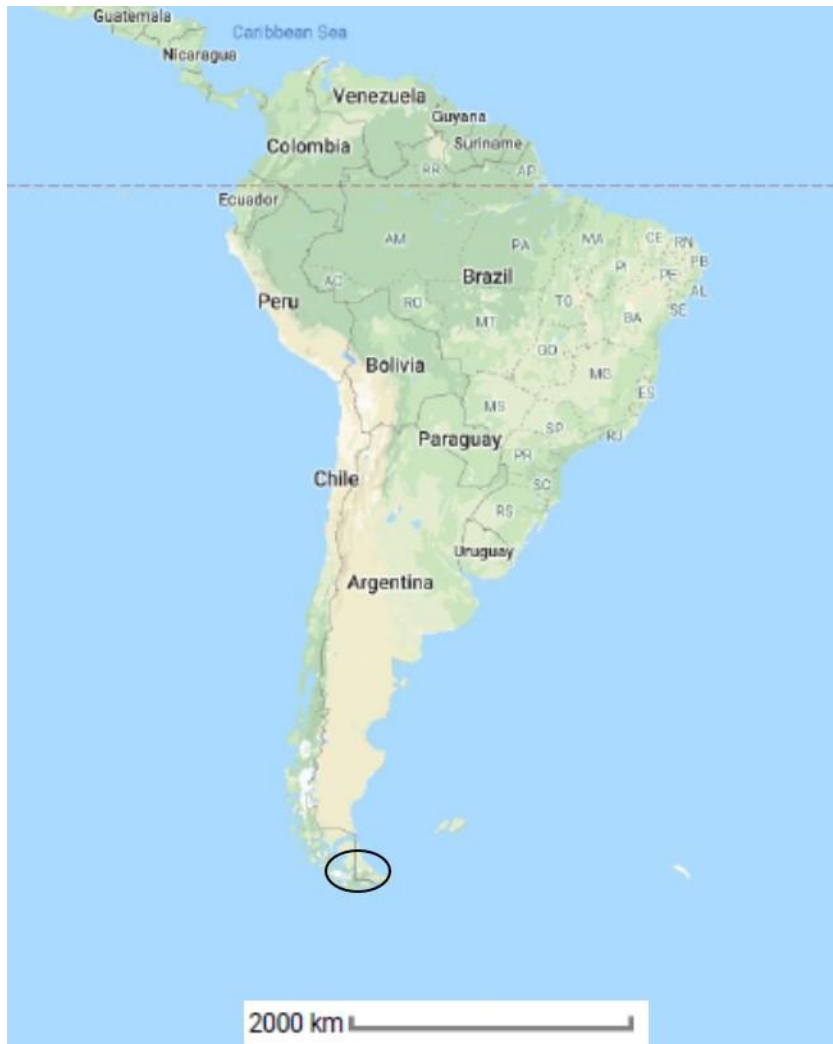 Guatemala
Caribbean Sea
Nicaragua
Venezuela
Guyana
Suriname
Colombia
RR
AP
Ecuador
AM
PA
MA
CE
RN
PB
PI
PE
AL
AC
Brazil
SE
Peru
RO
TO
MT
BA
GO
Bolivia
MG
ES
MS
SP
RJ
Paraguay
PR
Chile
SC
RS
Uruguay
Argentina
2000 km